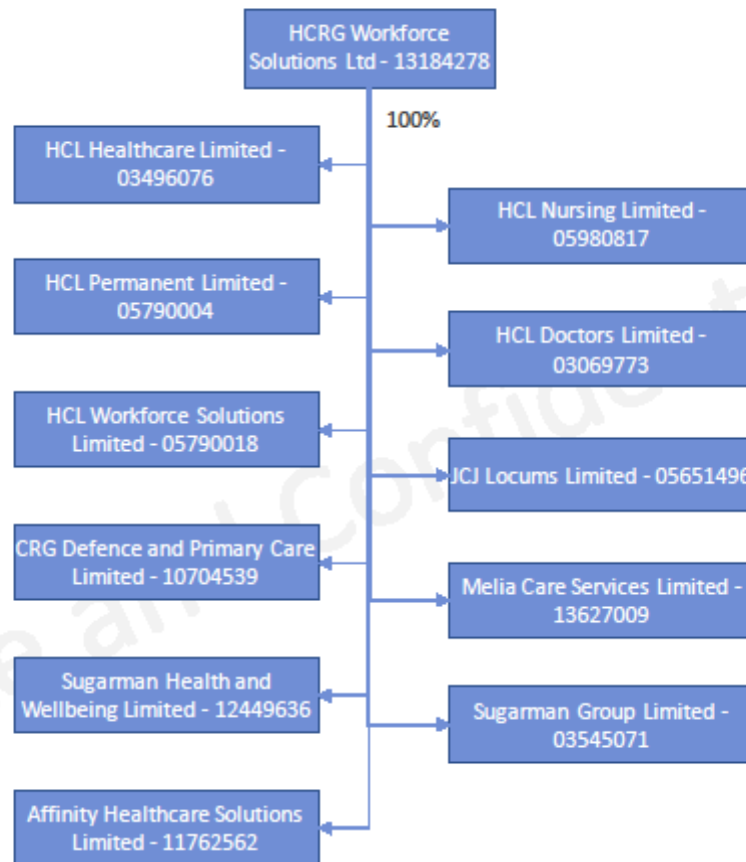 HCRG Workforce
Solutions Ltd - 13184278
100%
HCL Healthcare Limited -
03496076
HCL Nursing Limited -
05980817
HCL Permanent Limited -
05790004
HCL Doctors Limited -
03069773
HCL Workforce Solutions
Limited - 05790018
JCJ Locums Limited - 05651496
CRG Defence and Primary Care
Limited - 10704539
Melia Care Services Limited -
13627009
Sugarman Health and
Wellbeing Limited - 12449636
Sugarman Group Limited -
03545071
Affinity Healthcare Solutions
Limited - 11762562
and Confident